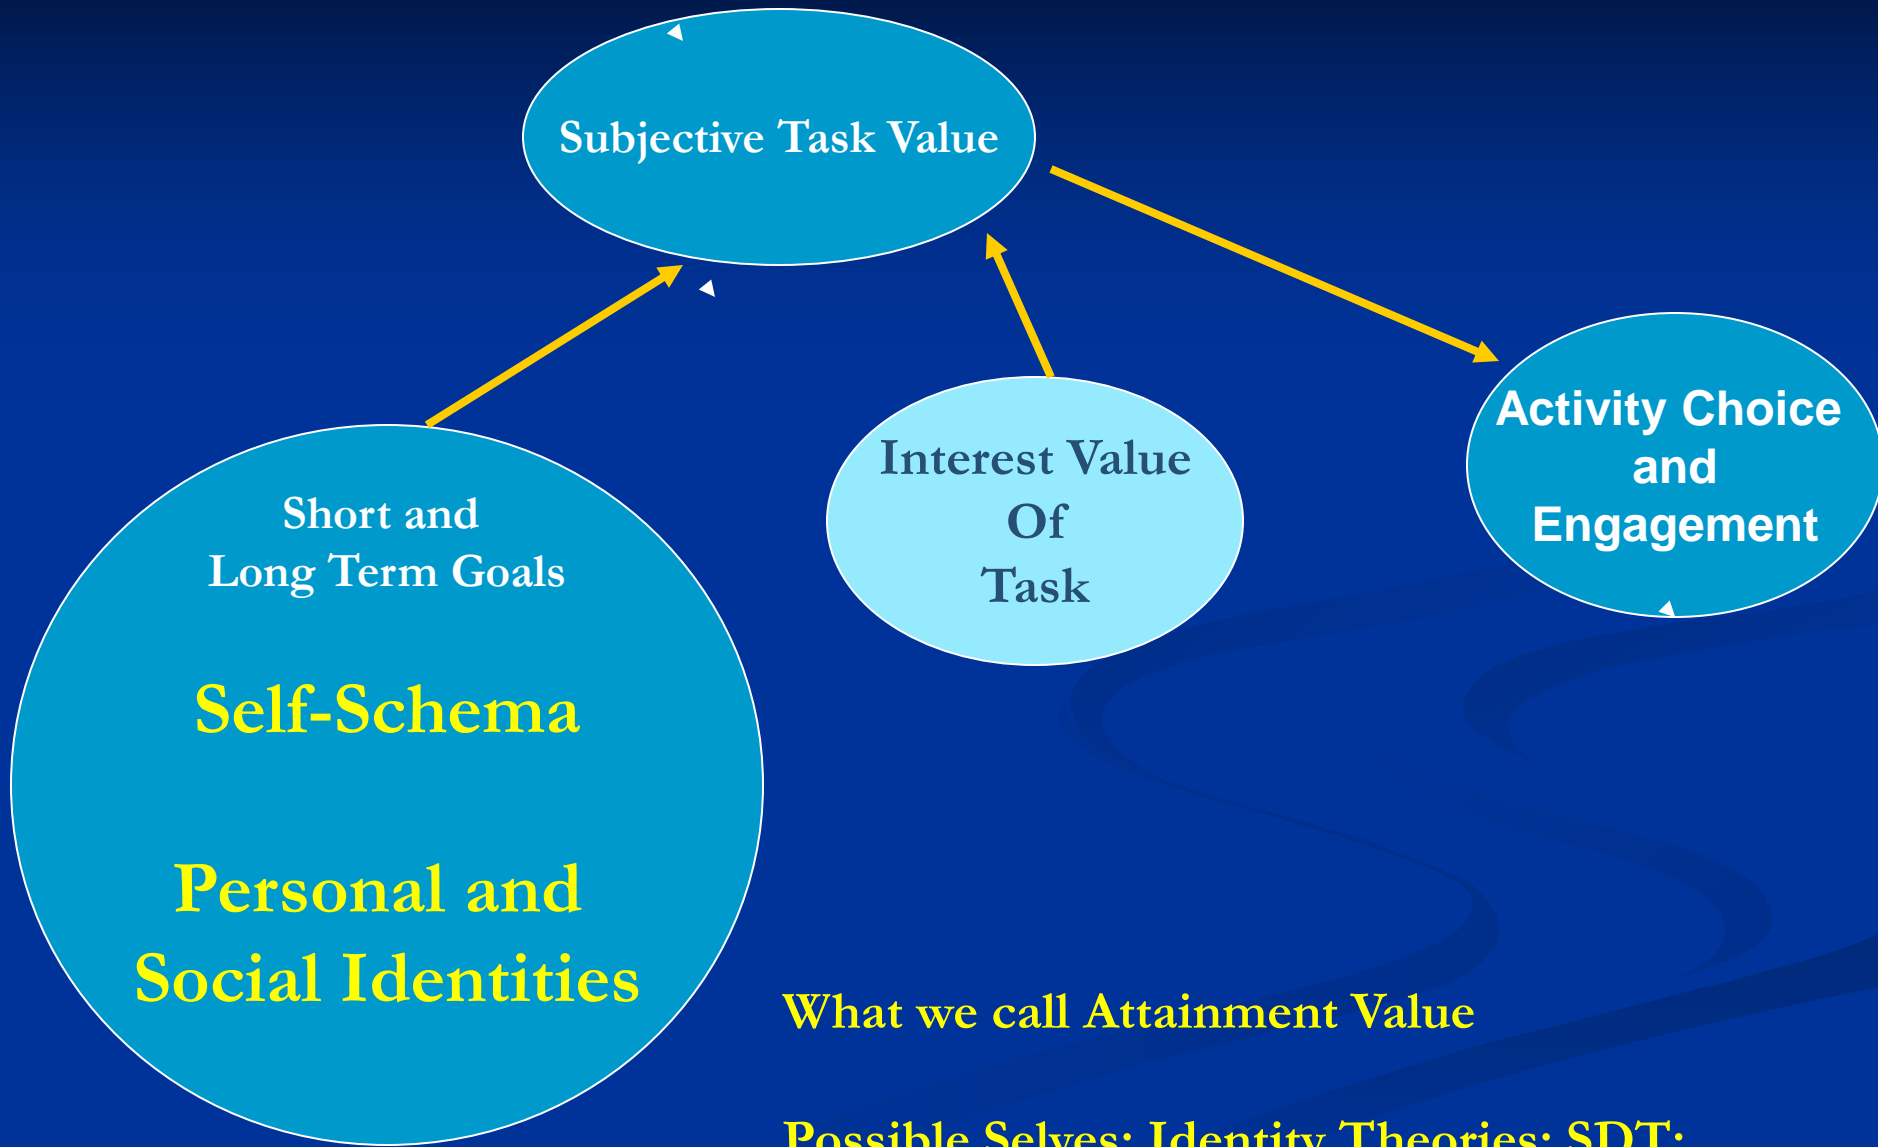 Subjective Task Value
Activity Choice
and
Engagement
Interest Value
Of
Task
Short and
Long Term Goals
Self-Schema
Personal and
Social Identities
What we call Attainment Value
Possible Selves; Identity Theories; SDT;